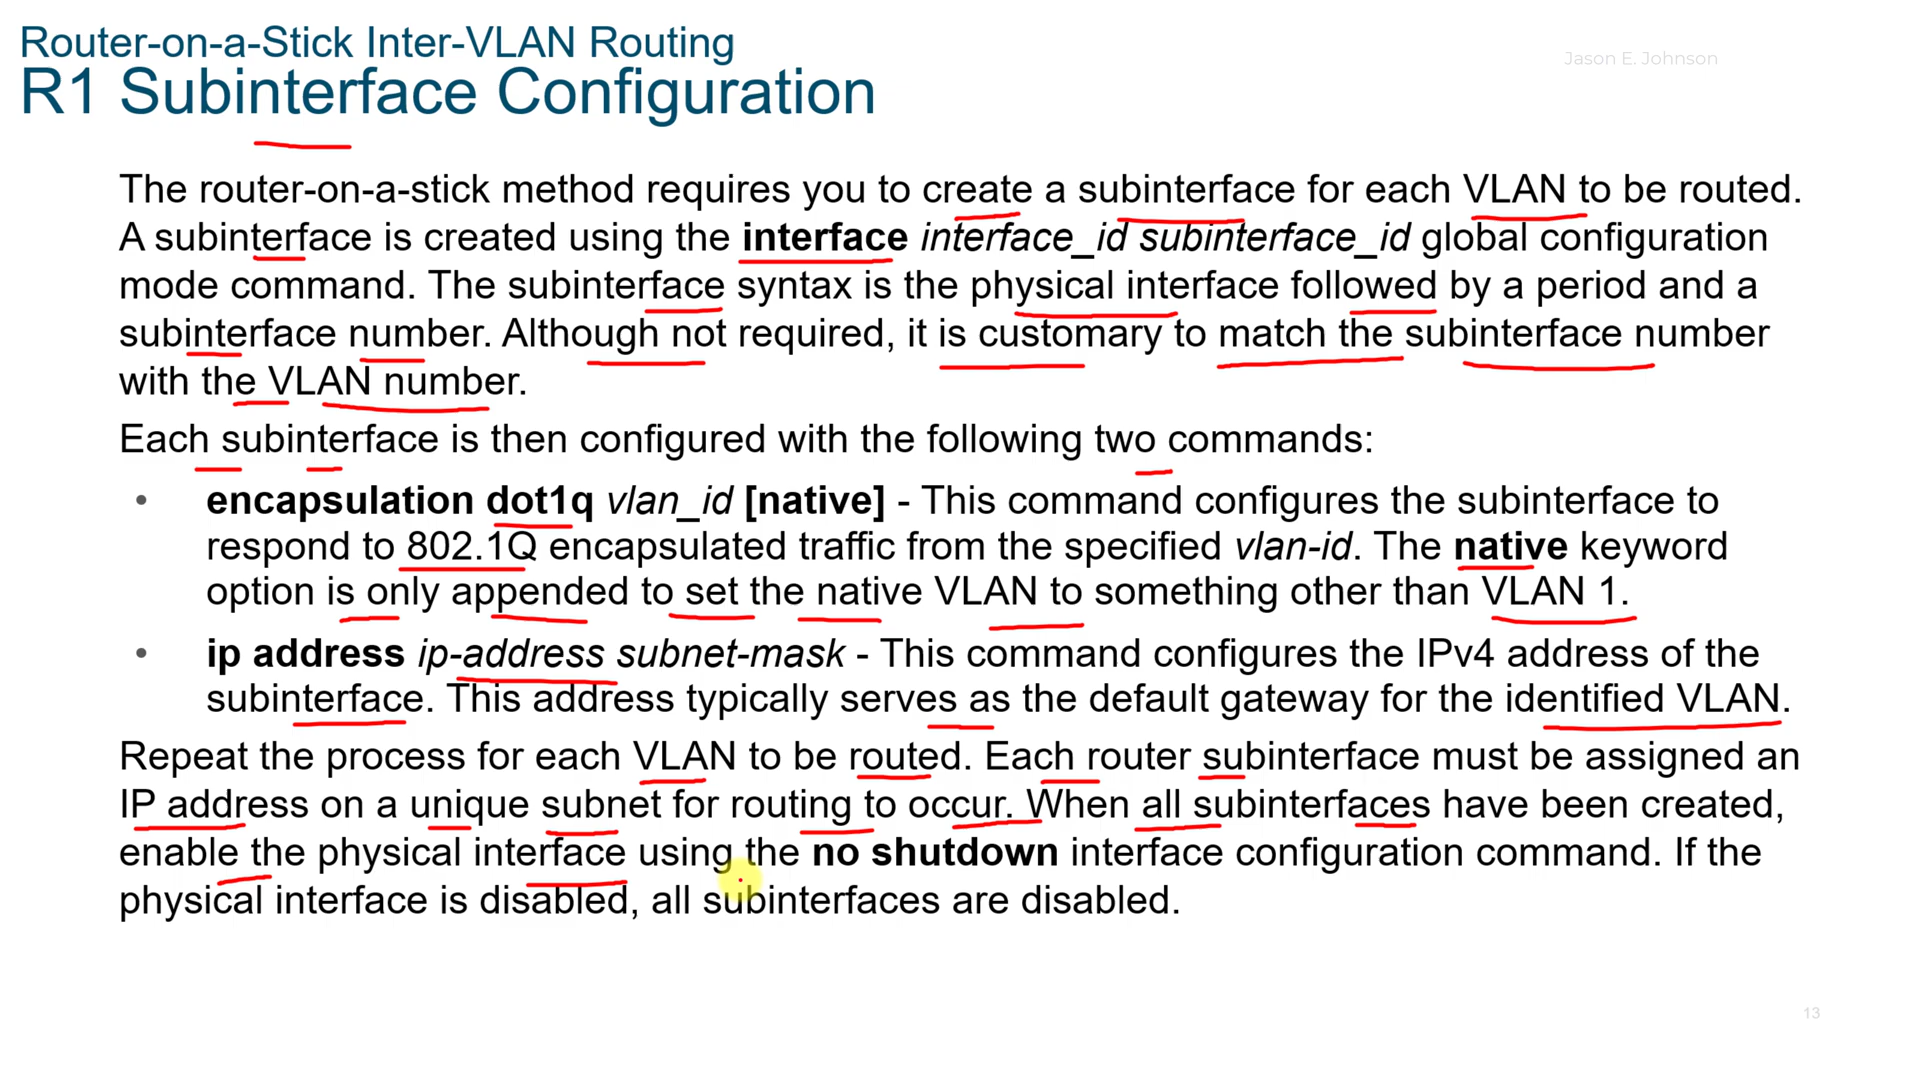 Router-on-a-Stick Inter-VLAN Routing
Jason E. Johnson
R1 Subinterface Configuration
The router-on-a-stick method requires you to create a subinterface for each VLAN to be routed.
A subinterface is created using the interface interface_id subinterface_id global configuration
mode command. The subinterface syntax is the physical interface followed by a period and a
subinterface number. Although not required, it is customary to match the subinterface number
with the VLAN number.
Each subinterface is then configured with the following two commands:
• encapsulation dot1q vlan_id [native] - This command configures the subinterface to
respond to 802.1Q encapsulated traffic from the specified vlan-id. The native keyword
option is only appended to set the native VLAN to something other than VLAN 1.
• ip address ip-address subnet-mask - This command configures the IPv4 address of the
subinterface. This address typically serves as the default gateway for the identified VLAN.
Repeat the process for each VLAN to be routed. Each router subinterface must be assigned an
IP address on a unique subnet for routing to occur. When all subinterfaces have been created,
enable the physical interface using the no shutdown interface configuration command. If the
physical interface is disabled, all subinterfaces are disabled.
13